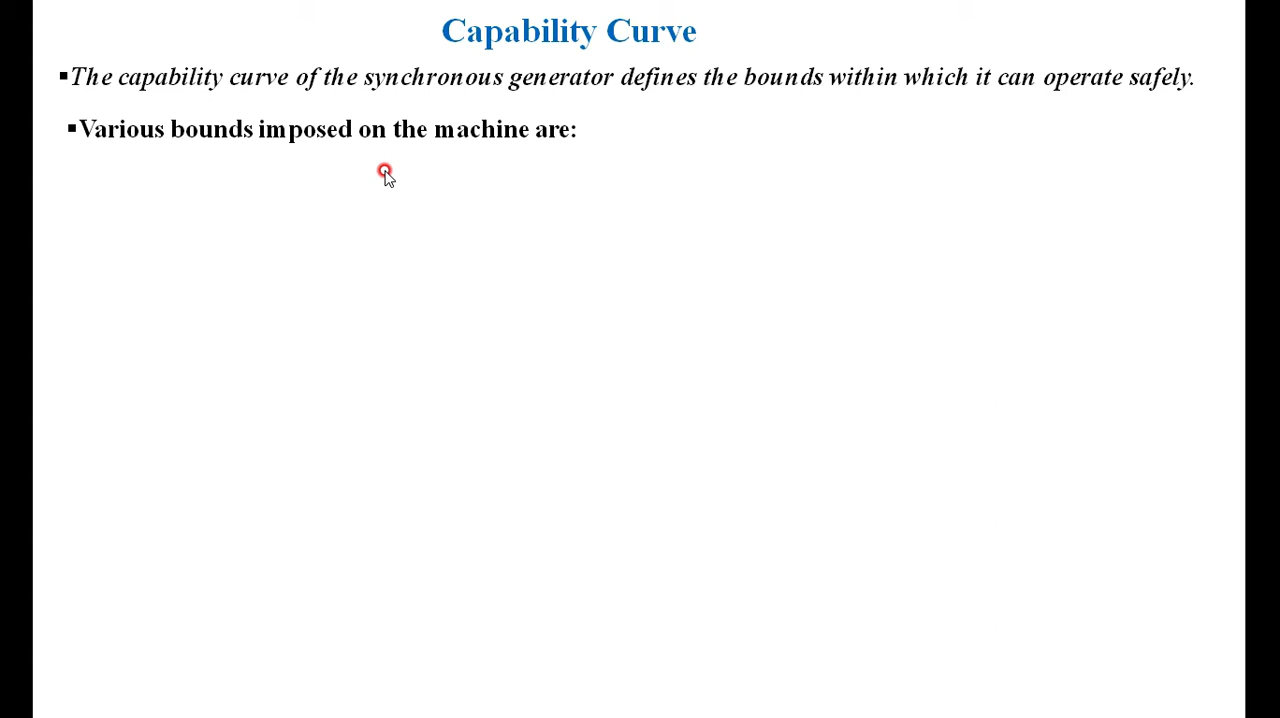 Capability Curve
▪The capability curve of the synchronous generator defines the bounds within which it can operate safely.
▪Various bounds imposed on the machine are: